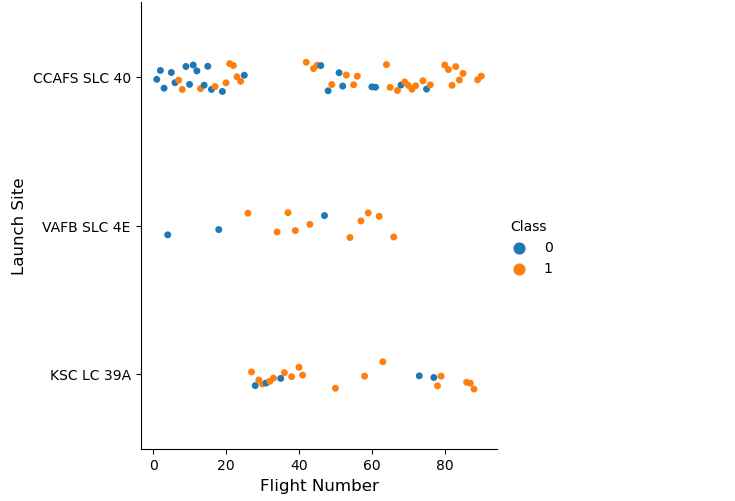 CCAFS SLC 40
VAFB SLC 4E
KSC LC 39A
Launch Site
0 20 40 60 80
Flight Number
Class
0
1